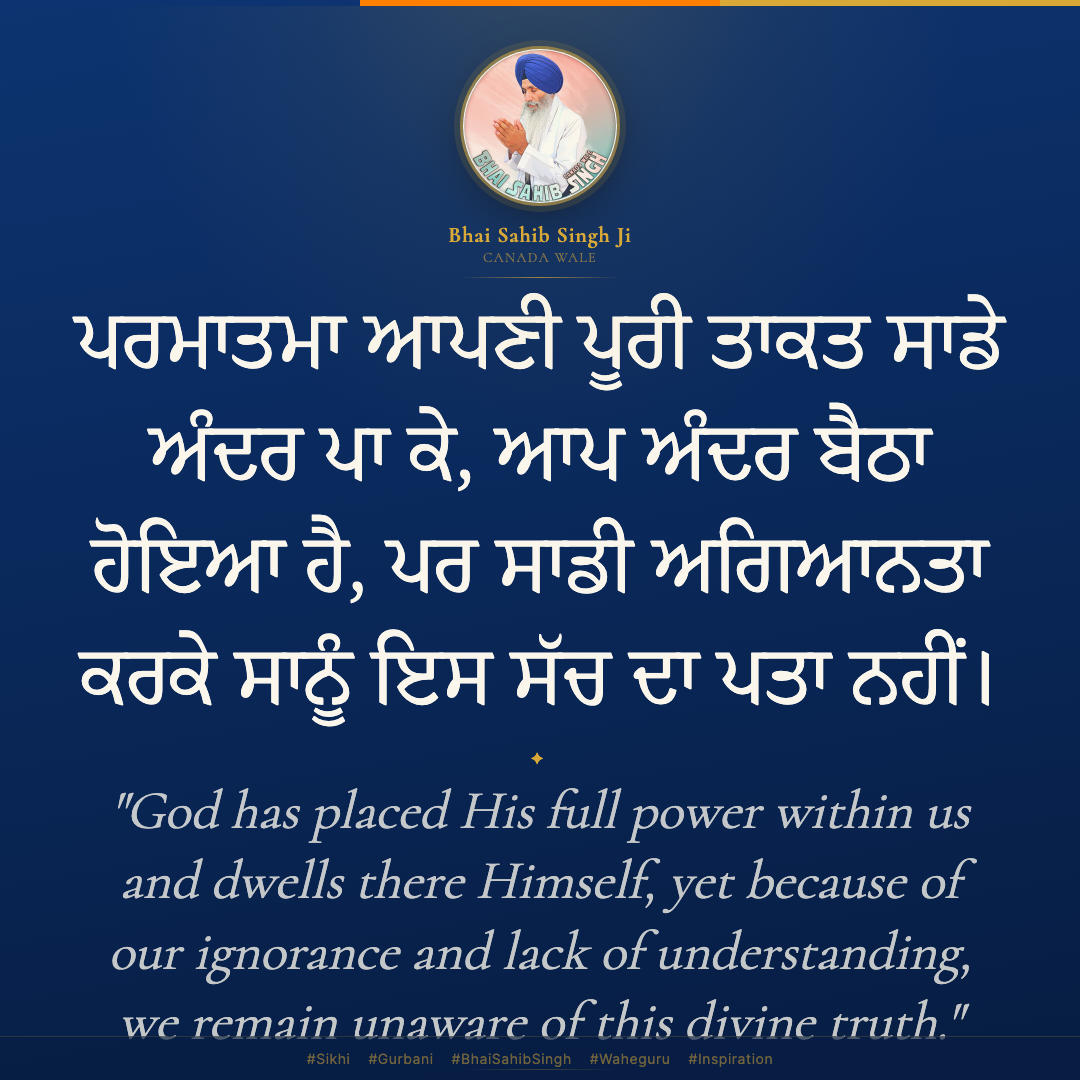 BHAI SAHIB SINGH
Bhai Sahib Singh Ji
CANADA WALE
ਪਰਮਾਤਮਾ ਆਪਣੀ ਪੂਰੀ ਤਾਕਤ ਸਾਡੇ
ਅੰਦਰ ਪਾ ਕੇ, ਆਪ ਅੰਦਰ ਬੈਠਾ
ਹੋਇਆ ਹੈ, ਪਰ ਸਾਡੀ ਅਗਿਆਨਤਾ
ਕਰਕੇ ਸਾਨੂੰ ਇਸ ਸੱਚ ਦਾ ਪਤਾ ਨਹੀਂ।
"God has placed His full power within us
and dwells there Himself, yet because of
our ignorance and lack of understanding,
we remain unaware of this divine truth."
#Sikhi #Gurbani #BhaiSahibSingh #Waheguru #Inspiration